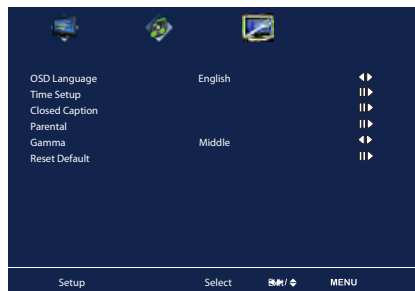 OSD Language English
Time Setup
Closed Caption
Parental
Gamma Middle
Reset Default
Setup Select MENU